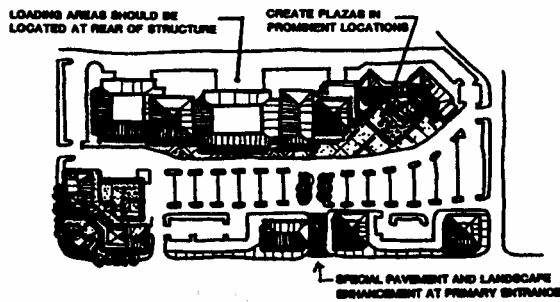 LOADING AREAS SHOULD BE
LOCATED AT REAR OF STRUCTURE
CREATE PLAZAS IN
PROMINENT LOCATIONS
SPECIAL PAVEMENT AND LANDSCAPE
ENHANCEMENT AT PRIMARY ENTRANCE